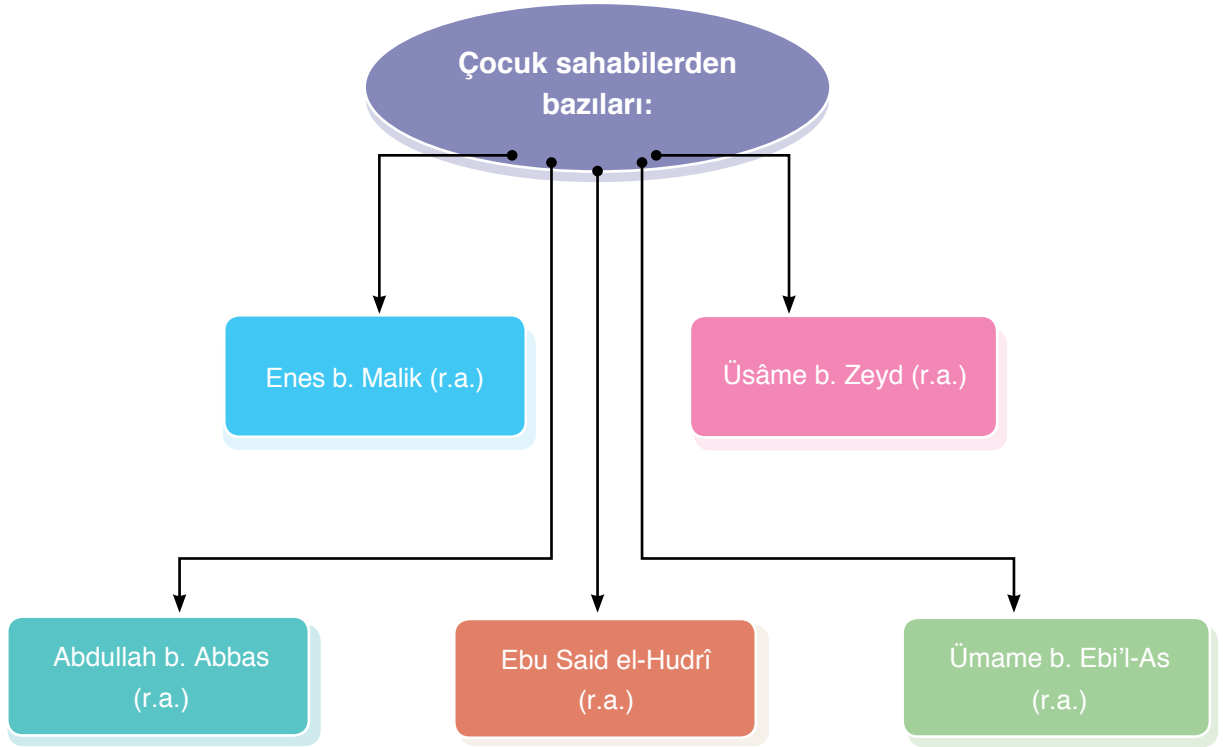 Çocuk sahabilerden
bazıları:
Enes b. Malik (r.a.)
Üsâme b. Zeyd (r.a.)
Abdullah b. Abbas
(r.a.)
Ebu Said el-Hudrî
(r.a.)
Ümame b. Ebi’l-As
(r.a.)